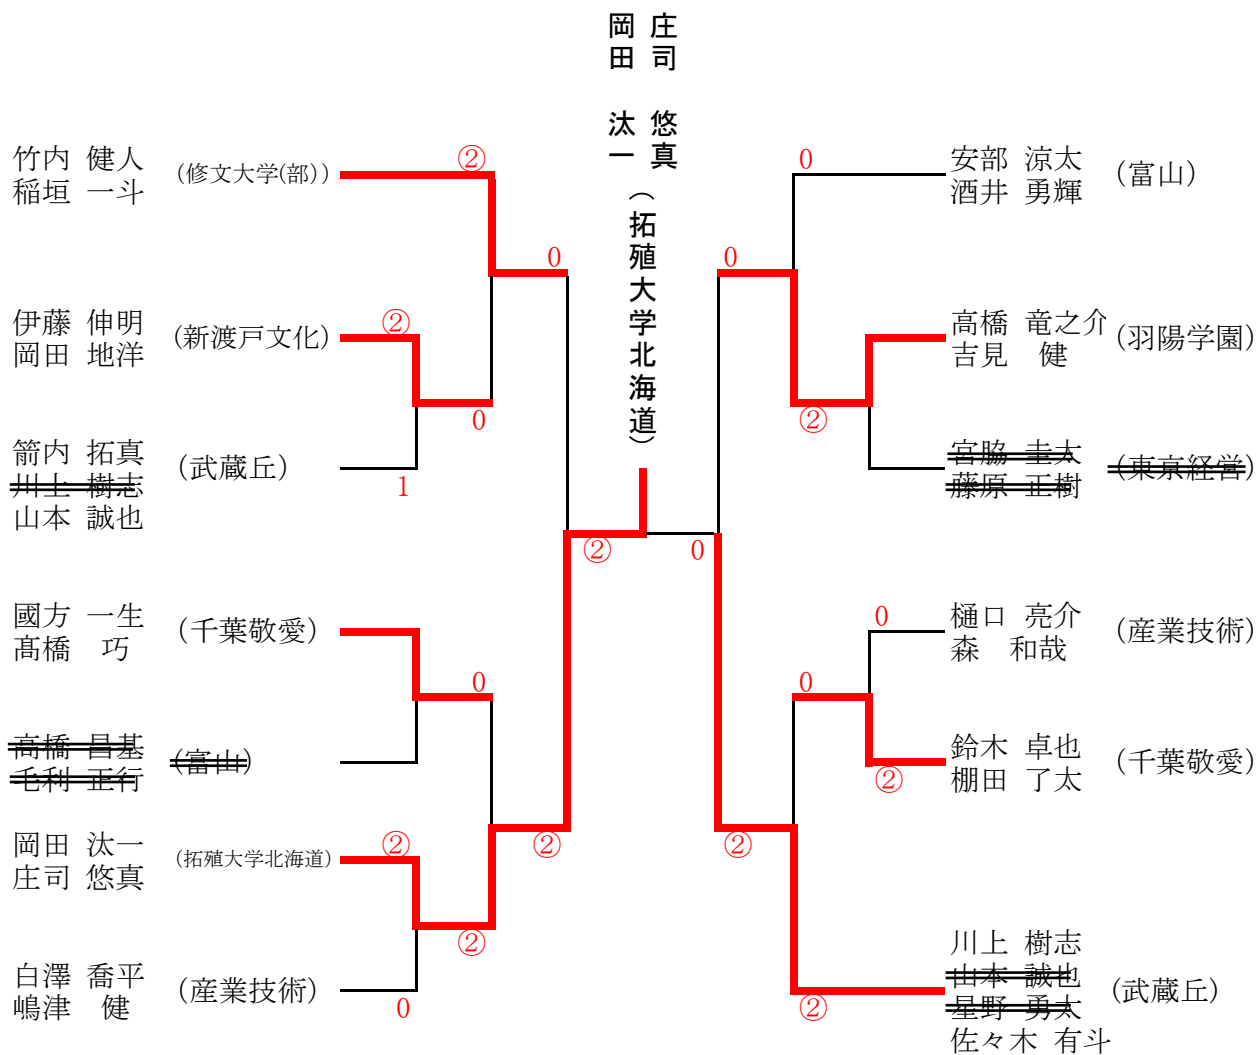 岡田 汰一
庄司 悠真
(拓殖大学北海道)
竹内 健人
稲垣 一斗
(修文大学(部))
②
0
伊藤 伸明
岡田 地洋
(新渡戸文化)
②
0
箭内 拓真
川上 樹志
山本 誠也
(武蔵丘)
1
②
國方 一生
髙橋 巧
(千葉敬愛)
0
高橋 昌基
毛利 正行
(富山)
岡田 汰一
庄司 悠真
(拓殖大学北海道)
②
②
②
白澤 喬平
嶋津 健
(産業技術)
0
0
安部 涼太
酒井 勇輝
(富山)
0
高橋 竜之介
吉見 健
(羽陽学園)
②
宮脇 圭太
藤原 正樹
(東京経営)
0
0
樋口 亮介
森 和哉
(産業技術)
0
鈴木 卓也
棚田 了太
(千葉敬愛)
②
②
川上 樹志
山本 誠也
星野 勇太
佐々木 有斗
(武蔵丘)
②